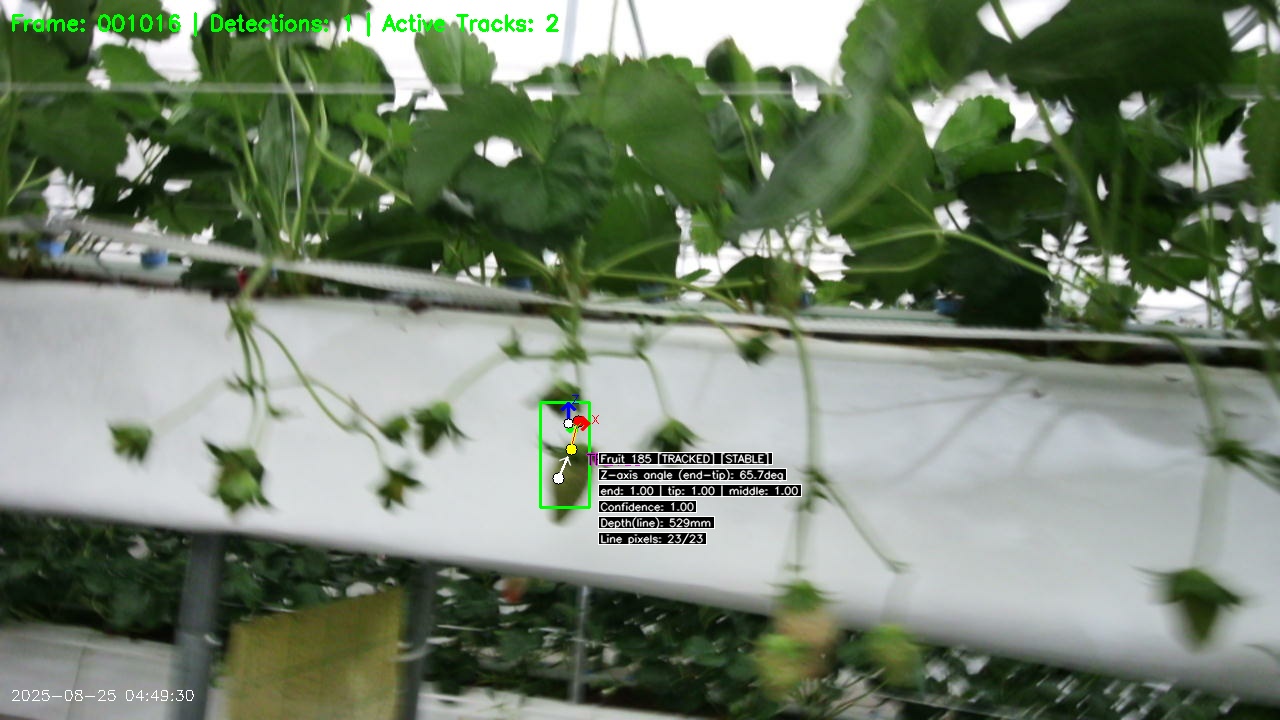 Frame: 001016 | Detections: 1 | Active Tracks: 2
Z
X
Fruit 185 [TRACKED] [STABLE]
Z-axis angle (end-tip): 65.7deg
end: 1.00 | tip: 1.00 | middle: 1.00
Confidence: 1.00
Depth(line): 529mm
Line pixels: 23/23
2025-08-25 04:49:30